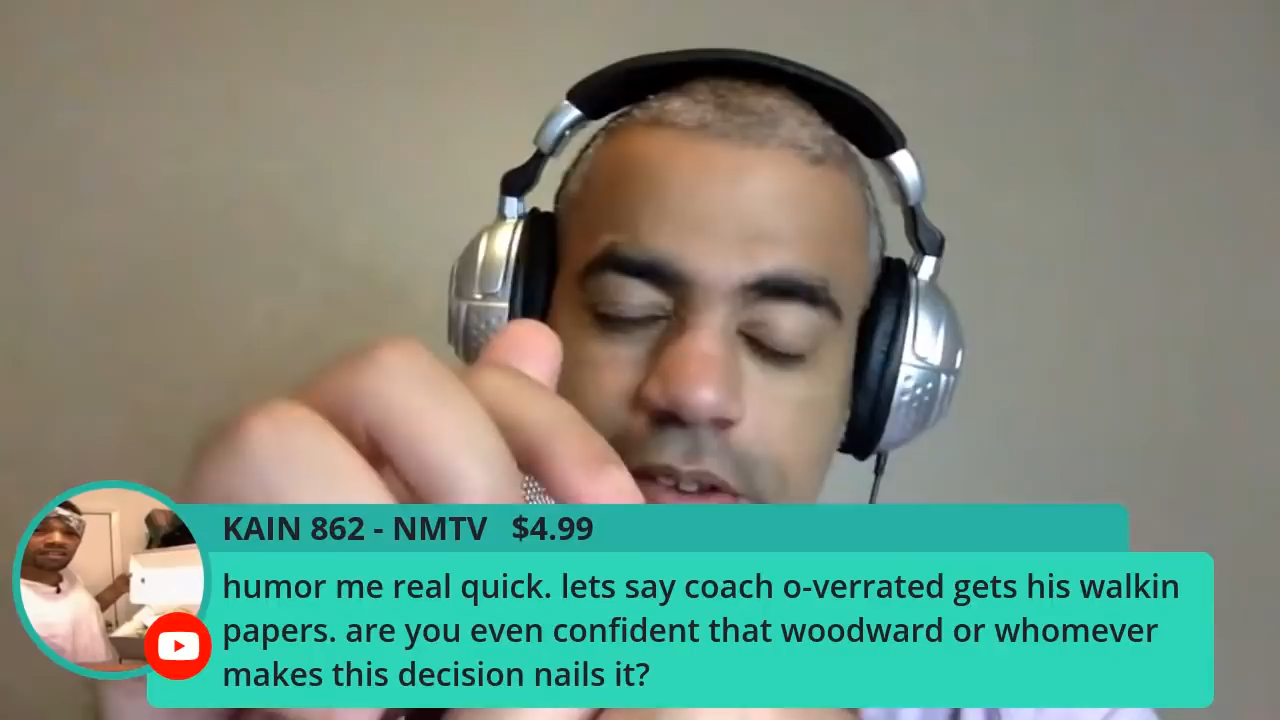 KAIN 862 - NMTV $4.99
humor me real quick. lets say coach o-verrated gets his walkin
papers. are you even confident that woodward or whomever
makes this decision nails it?